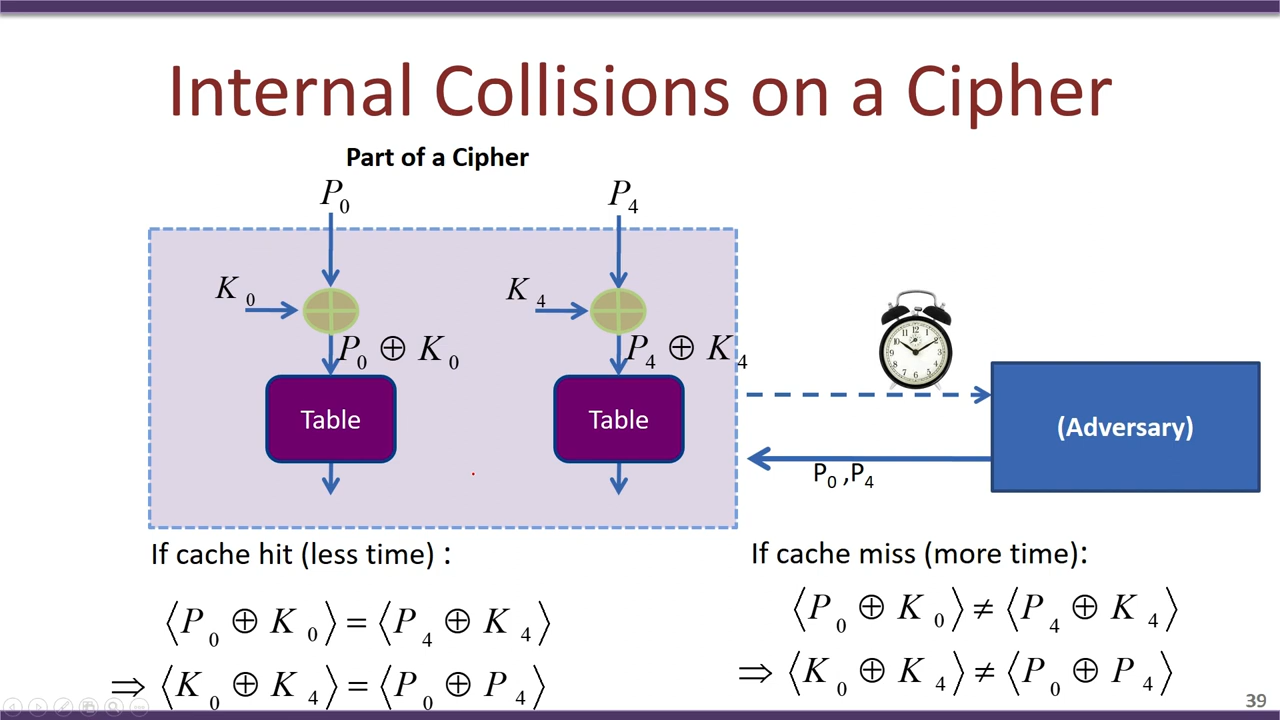 Internal Collisions on a Cipher
Part of a Cipher
P₀
P₄
K₀
K₄
P₀ ⊕ K₀
P₄ ⊕ K₄
Table
Table
(Adversary)
P₀ ,P₄
If cache hit (less time) :
⟨P₀ ⊕ K₀⟩ = ⟨P₄ ⊕ K₄⟩
⇒ ⟨K₀ ⊕ K₄⟩ = ⟨P₀ ⊕ P₄⟩
If cache miss (more time):
⟨P₀ ⊕ K₀⟩ ≠ ⟨P₄ ⊕ K₄⟩
⇒ ⟨K₀ ⊕ K₄⟩ ≠ ⟨P₀ ⊕ P₄⟩
39